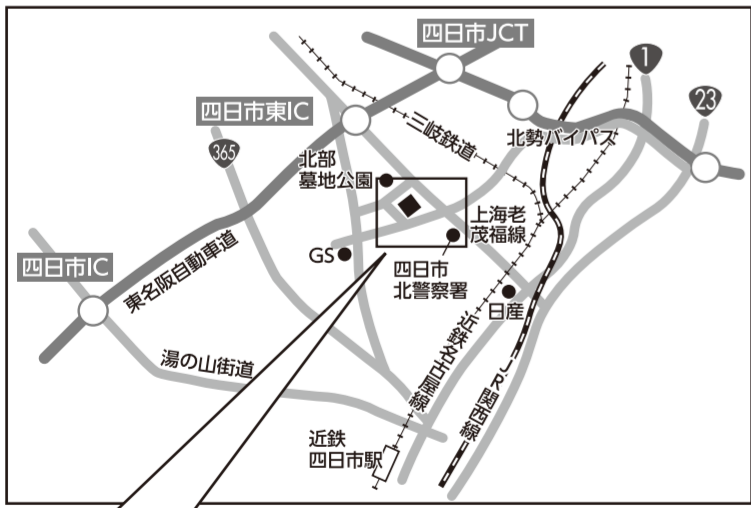 四日市JCT
1
四日市東IC
23
365
三岐鉄道
北勢バイパス
北部
墓地公園
上海老
茂福線
四日市IC
東名阪自動車道
GS
四日市
北警察署
日産
湯の山街道
近鉄名古屋線
JR関西線
近鉄
四日市駅